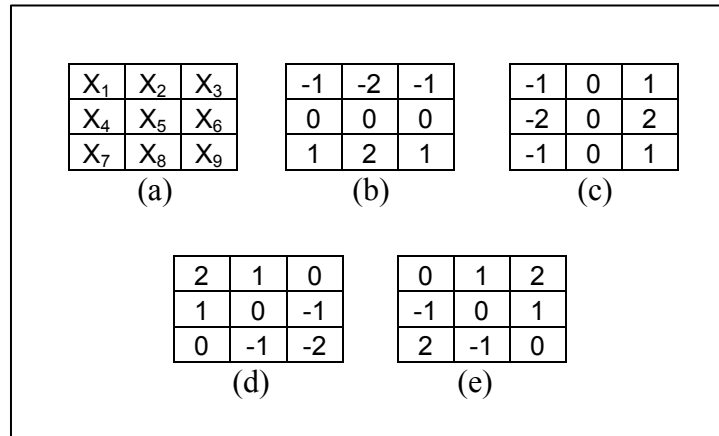 X₁ X₂ X₃ -1 -2 -1 -1 0 1
X₄ X₅ X₆ 0 0 0 -2 0 2
X₇ X₈ X₉ 1 2 1 -1 0 1
(a) (b) (c)
2 1 0 0 1 2
1 0 -1 -1 0 1
0 -1 -2 2 -1 0
(d) (e)